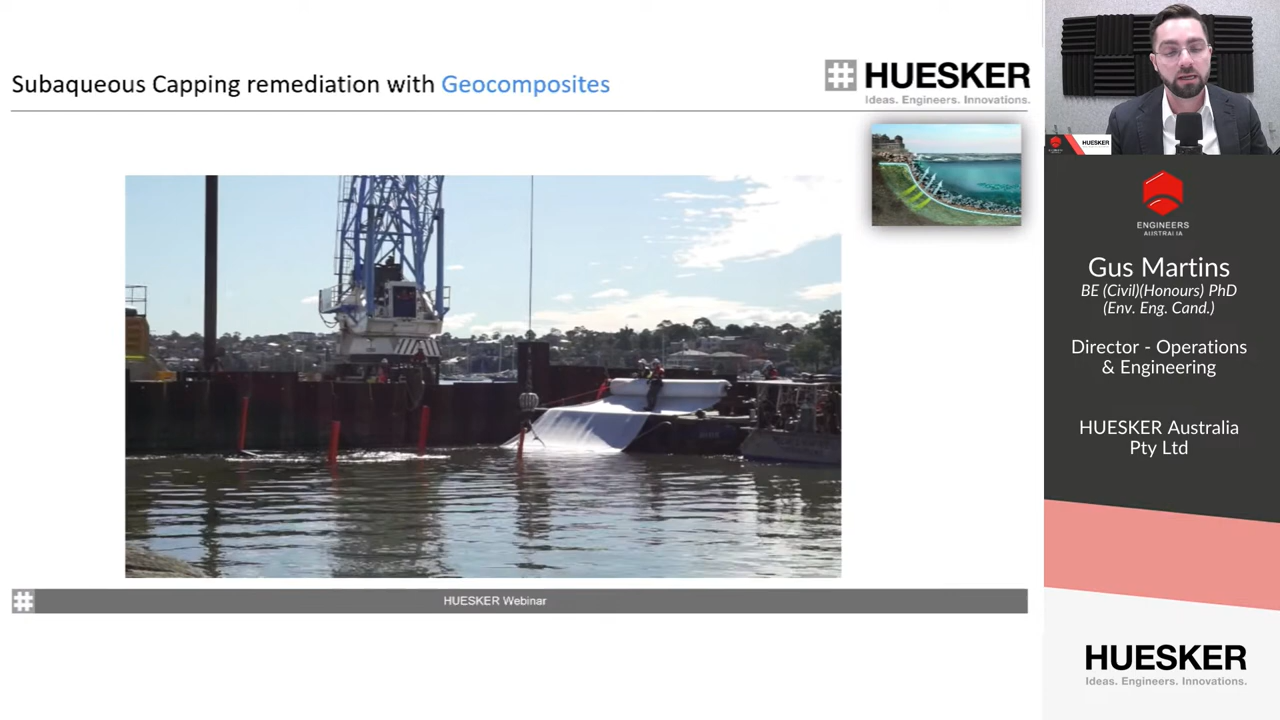 Subaqueous Capping remediation with Geocomposites
HUESKER
Ideas. Engineers. Innovations.
HUESKER
ENGINEERS
AUSTRALIA
Gus Martins
BE (Civil)(Honours) PhD
(Env. Eng. Cand.)
Director - Operations
& Engineering
HUESKER Australia
Pty Ltd
HUESKER Webinar
HUESKER
Ideas. Engineers. Innovations.